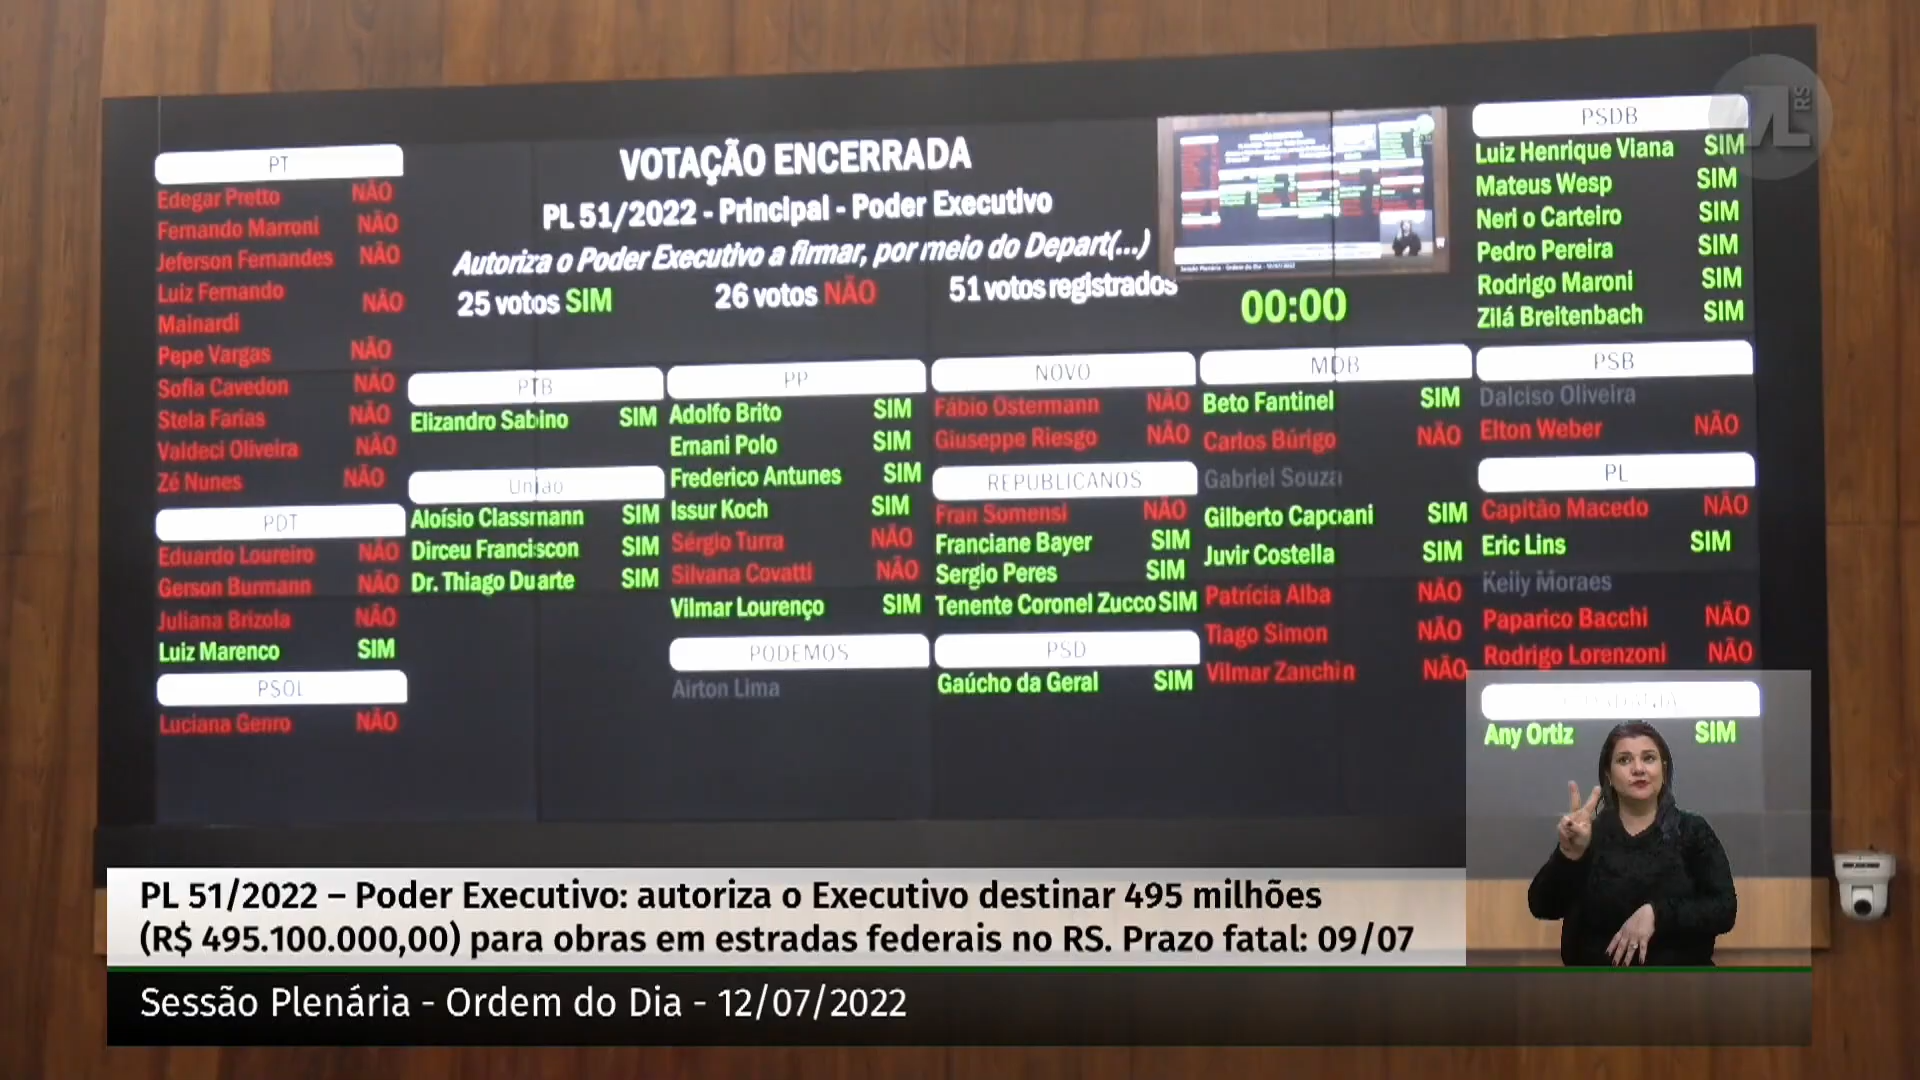 PT
Edegar Pretto NÃO
Fernando Marroni NÃO
Jeferson Fernandes NÃO
Luiz Fernando
Mainardi NÃO
Pepe Vargas NÃO
Sofia Cavedon NÃO
Stela Farias NÃO
Valdeci Oliveira NÃO
Zé Nunes NÃO
PDT
Eduardo Loureiro NÃO
Gerson Burmann NÃO
Juliana Brizola NÃO
Luiz Marenco SIM
PSOL
Luciana Genro NÃO
VOTAÇÃO ENCERRADA
PL 51/2022 - Principal - Poder Executivo
Autoriza o Poder Executivo a firmar, por meio do Depart(...)
25 votos SIM 26 votos NÃO 51 votos registrados
00:00
PTB
Elizandro Sabino SIM
União
Aloísio Classmann SIM
Dirceu Franciscon SIM
Dr. Thiago Duarte SIM
PP
Adolfo Brito SIM
Ernani Polo SIM
Frederico Antunes SIM
Issur Koch SIM
Sérgio Turra NÃO
Silvana Covatti NÃO
Vilmar Lourenço SIM
PODEMOS
Airton Lima
NOVO
Fábio Ostermann NÃO
Giuseppe Riesgo NÃO
REPUBLICANOS
Fran Somensi NÃO
Franciane Bayer SIM
Sergio Peres SIM
Tenente Coronel Zucco SIM
PSD
Gaúcho da Geral SIM
MDB
Beto Fantinel SIM
Carlos Búrigo NÃO
Gabriel Souza
Gilberto Capoani SIM
Juvir Costella SIM
Patrícia Alba NÃO
Tiago Simon NÃO
Vilmar Zanchin NÃO
PSDB
Luiz Henrique Viana SIM
Mateus Wesp SIM
Neri o Carteiro SIM
Pedro Pereira SIM
Rodrigo Maroni SIM
Zilá Breitenbach SIM
PSB
Dalciso Oliveira
Elton Weber NÃO
PL
Capitão Macedo NÃO
Eric Lins SIM
Kelly Moraes
Paparico Bacchi NÃO
Rodrigo Lorenzoni NÃO
Any Ortiz SIM
PL 51/2022 – Poder Executivo: autoriza o Executivo destinar 495 milhões
(R$ 495.100.000,00) para obras em estradas federais no RS. Prazo fatal: 09/07
Sessão Plenária - Ordem do Dia - 12/07/2022